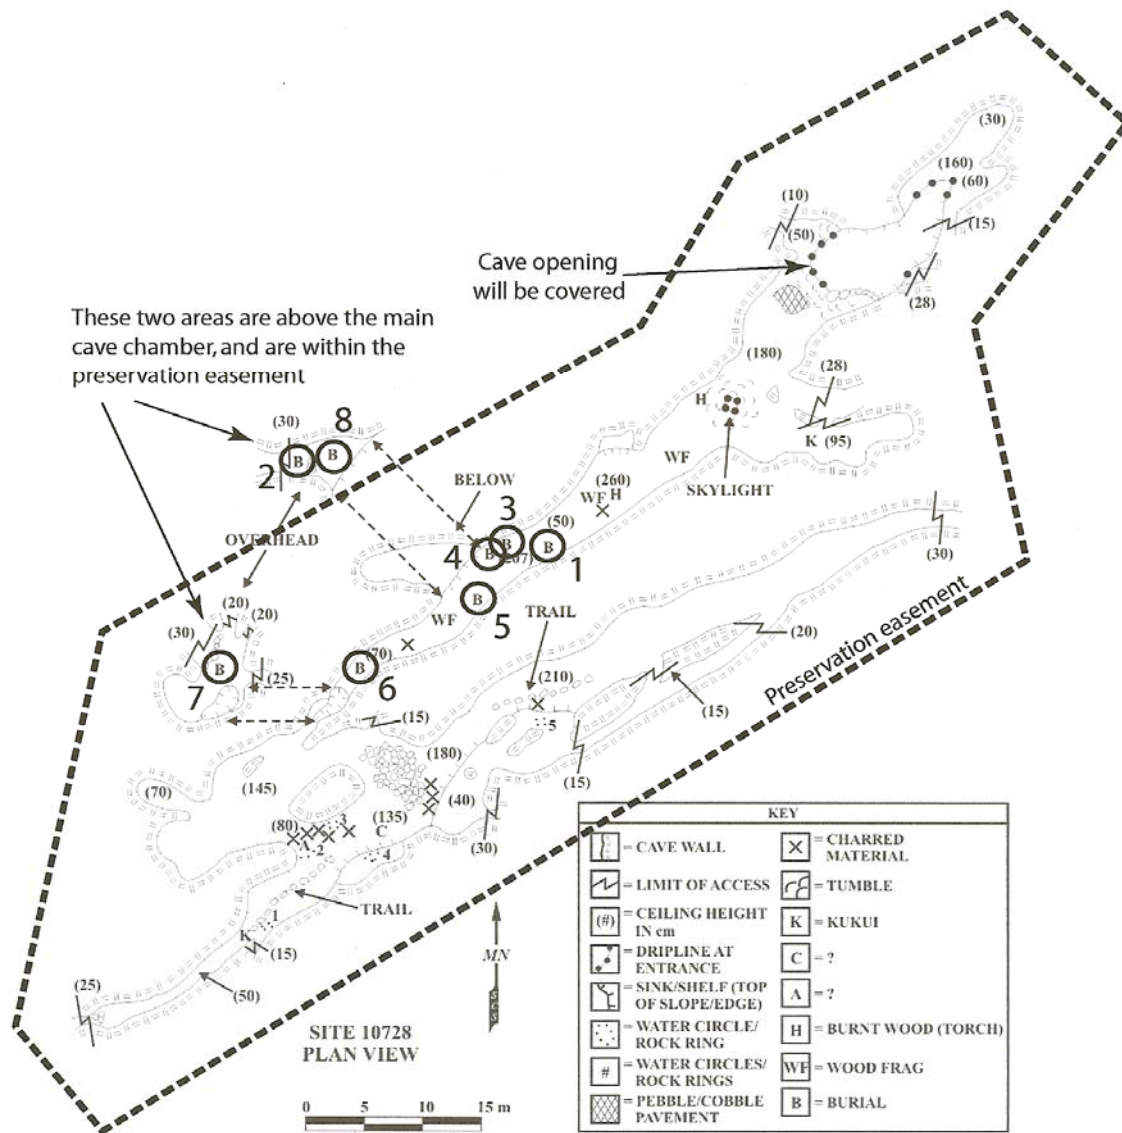 (30)
(160)
(60)
(10)
(50)
(15)
Cave opening
will be covered
(28)
These two areas are above the main
cave chamber, and are within the
preservation easement
(180)
(28)
H
K (95)
(30)
8
B
B
2
WF
SKYLIGHT
BELOW
(260)
WF H
3
(50)
OVERHEAD
B
4
B
B
1
(30)
B
5
WF
TRAIL
(20)
(20)
(30)
(20)
B
7
(25)
(70)
B
6
(210)
Preservation easement
(15)
(15)
5
(180)
(15)
(70)
(145)
(40)
(135)
C
(80)
3
A
2
4
(30)
TRAIL
1
K
(15)
(25)
(50)
MN
SCS
SITE 10728
PLAN VIEW
0 5 10 15 m
KEY
= CAVE WALL
= LIMIT OF ACCESS
(#) = CEILING HEIGHT
IN cm
= DRIPLINE AT
ENTRANCE
= SINK/SHELF (TOP
OF SLOPE/EDGE)
= WATER CIRCLE/
ROCK RING
# = WATER CIRCLES/
ROCK RINGS
= PEBBLE/COBBLE
PAVEMENT
= CHARRED
MATERIAL
= TUMBLE
K = KUKUI
C = ?
A = ?
H = BURNT WOOD (TORCH)
WF = WOOD FRAG
B = BURIAL